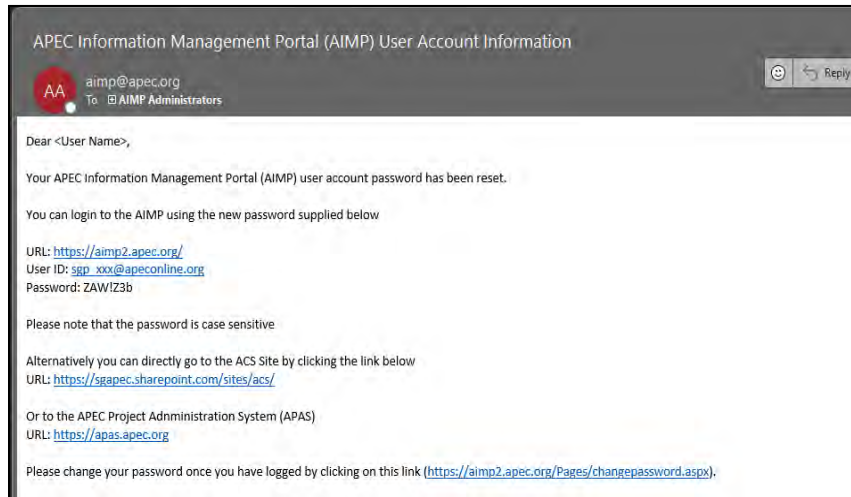 APEC Information Management Portal (AIMP) User Account Information
Reply
AA
aimp@apec.org
To AIMP Administrators
Dear <User Name>,
Your APEC Information Management Portal (AIMP) user account password has been reset.
You can login to the AIMP using the new password supplied below
URL: https://aimp2.apec.org/
User ID: sgp_xxx@apeconline.org
Password: ZAW!Z3b
Please note that the password is case sensitive
Alternatively you can directly go to the ACS Site by clicking the link below
URL: https://sgapec.sharepoint.com/sites/acs/
Or to the APEC Project Adnministration System (APAS)
URL: https://apas.apec.org
Please change your password once you have logged by clicking on this link (https://aimp2.apec.org/Pages/changepassword.aspx).